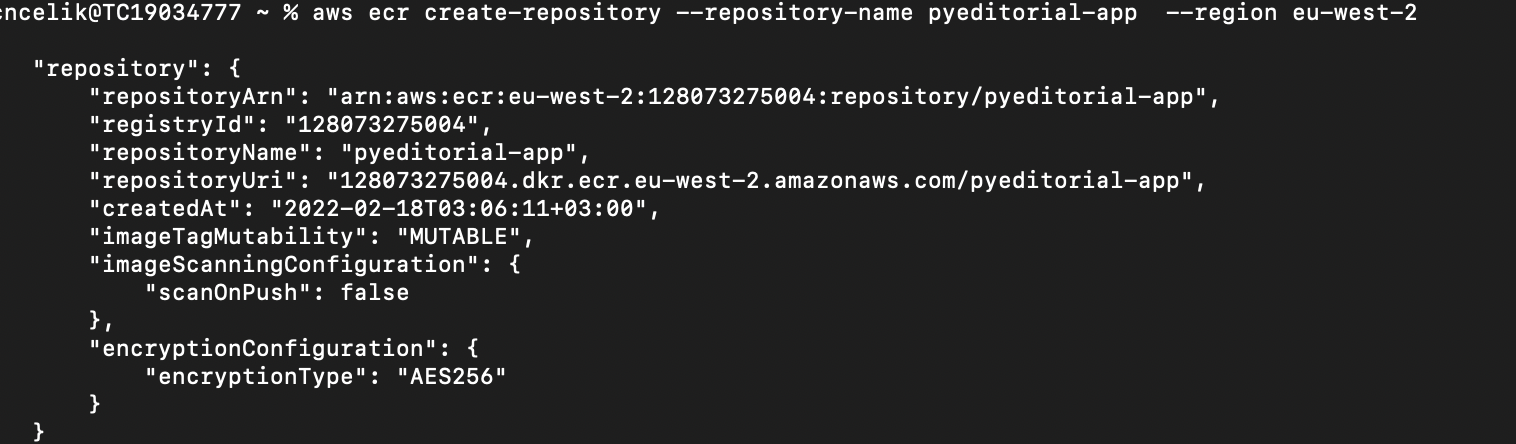 ncelik@TC19034777 ~ % aws ecr create-repository --repository-name pyeditorial-app  --region eu-west-2
"repository": {
"repositoryArn": "arn:aws:ecr:eu-west-2:128073275004:repository/pyeditorial-app",
"registryId": "128073275004",
"repositoryName": "pyeditorial-app",
"repositoryUri": "128073275004.dkr.ecr.eu-west-2.amazonaws.com/pyeditorial-app",
"createdAt": "2022-02-18T03:06:11+03:00",
"imageTagMutability": "MUTABLE",
"imageScanningConfiguration": {
"scanOnPush": false
},
"encryptionConfiguration": {
"encryptionType": "AES256"
}
}